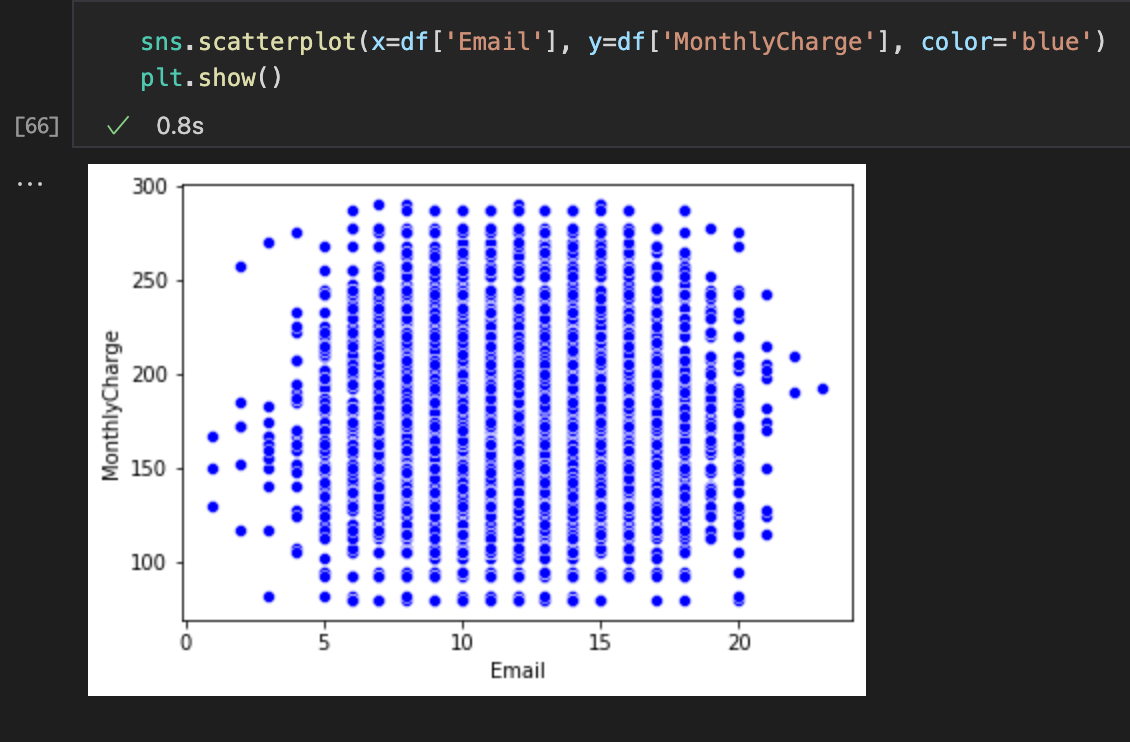 sns.scatterplot(x=df['Email'], y=df['MonthlyCharge'], color='blue')
plt.show()
[66]
✓ 0.8s
...
300
250
200
150
100
MonthlyCharge
0 5 10 15 20
Email